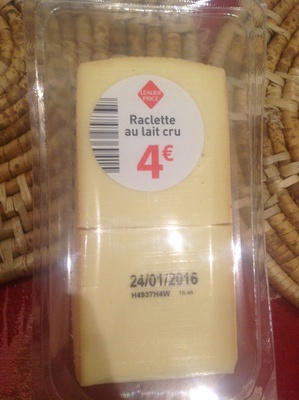 LEADER
PRICE
Raclette
au lait cru
4€
24/01/2016
H4937H4W